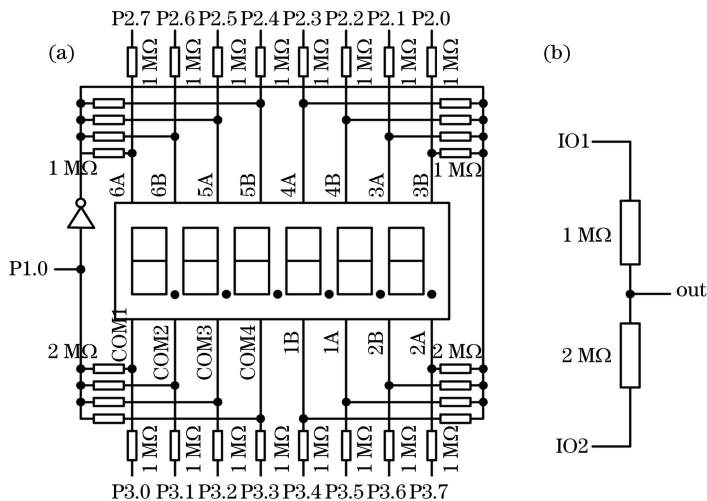 P2.7 P2.6 P2.5 P2.4 P2.3 P2.2 P2.1 P2.0
(a)
(b)
1 MΩ 1 MΩ 1 MΩ 1 MΩ 1 MΩ 1 MΩ 1 MΩ 1 MΩ
1 MΩ
1 MΩ
6A 6B 5A 5B 4A 4B 3A 3B
P1.0
COM1 COM2 COM3 COM4 1B 1A 2B 2A
2 MΩ
2 MΩ
1 MΩ 1 MΩ 1 MΩ 1 MΩ 1 MΩ 1 MΩ 1 MΩ 1 MΩ
P3.0 P3.1 P3.2 P3.3 P3.4 P3.5 P3.6 P3.7
IO1
1 MΩ
out
2 MΩ
IO2